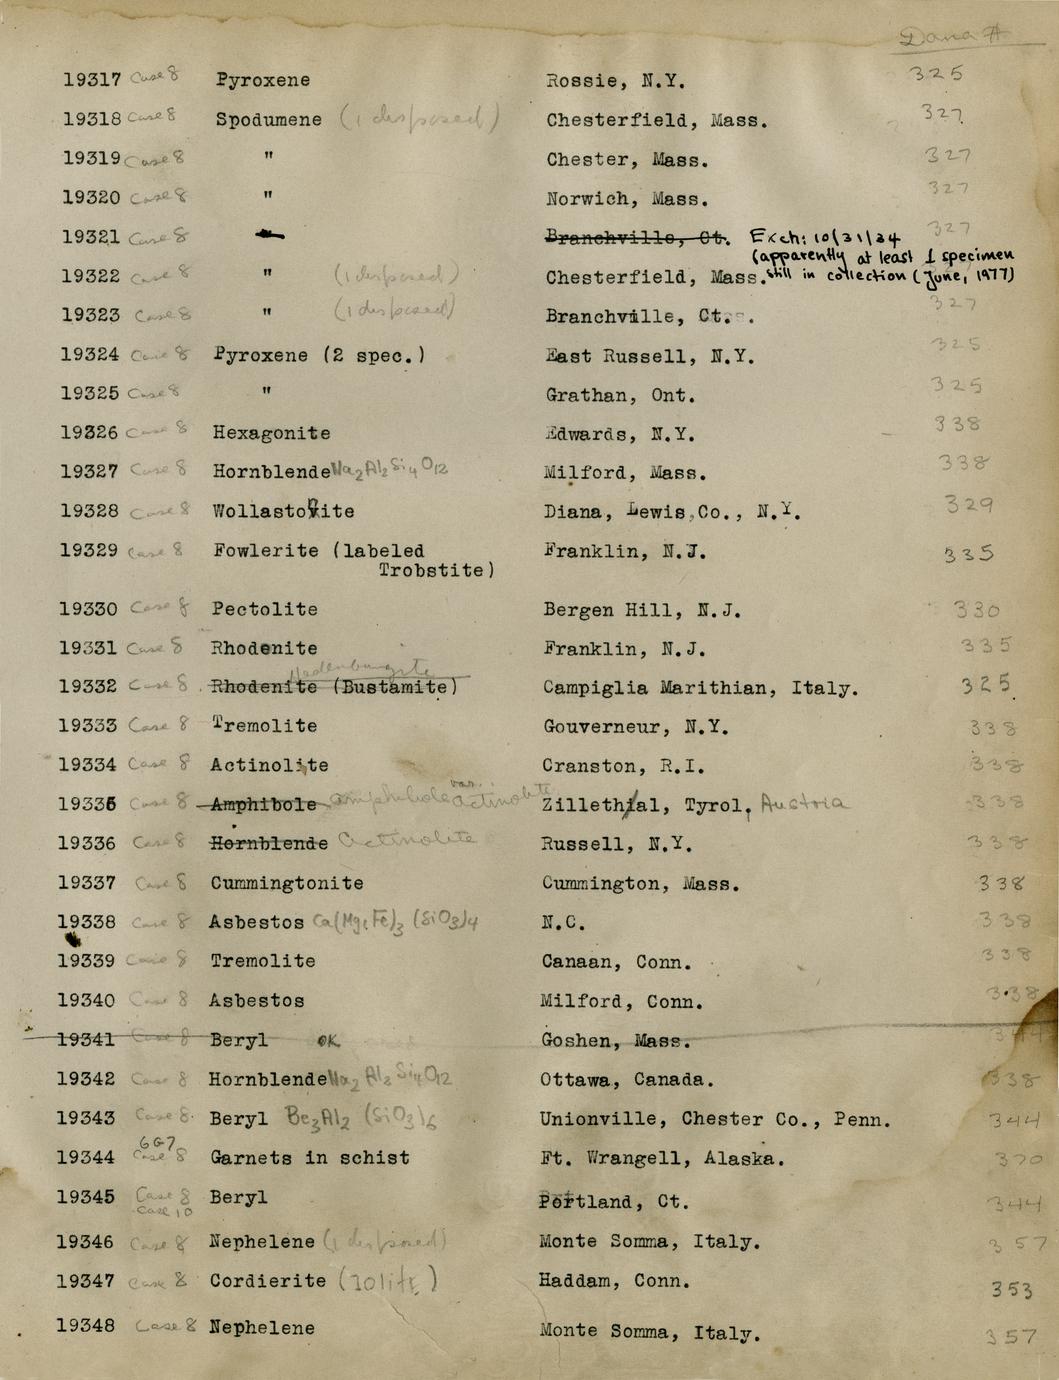 Dana #
19317 Case 8 Pyroxene Rossie, N.Y. 325
19318 Case 8 Spodumene (1 disposed) Chesterfield, Mass. 327
19319 Case 8 " Chester, Mass. 327
19320 Case 8 " Norwich, Mass. 327
19321 Case 8 " Branchville, Ct. Exch: 10/31/34 327
(apparently at least 1 specimen
19322 Case 8 " (1 disposed) Chesterfield, Mass. still in collection (June, 1977)
19323 Case 8 " (1 disposed) Branchville, Ct. 327
19324 Case 8 Pyroxene (2 spec.) East Russell, N.Y. 325
19325 Case 8 " Grathan, Ont. 325
19326 Case 8 Hexagonite Edwards, N.Y. 338
19327 Case 8 Hornblende Na2Al2Si4O12 Milford, Mass. 338
19328 Case 8 Wollastonite Diana, Lewis,Co., N.Y. 329
19329 Case 8 Fowlerite (labeled Franklin, N.J. 335
Trobstite)
19330 Case 8 Pectolite Bergen Hill, N.J. 330
19331 Case 8 Rhodenite Franklin, N.J. 335
Hedenbergite
19332 Case 8 Rhodenite (Bustamite) Campiglia Marithian, Italy. 325
19333 Case 8 Tremolite Gouverneur, N.Y. 338
19334 Case 8 Actinolite Cranston, R.I. 338
19335 Case 8 Amphibole amphibole var. actinolite Zillethial, Tyrol, Austria 338
19336 Case 8 Hornblende Actinolite Russell, N.Y. 338
19337 Case 8 Cummingtonite Cummington, Mass. 338
19338 Case 8 Asbestos Ca(Mg,Fe)3 (SiO3)4 N.C. 338
19339 Case 8 Tremolite Canaan, Conn. 338
19340 Case 8 Asbestos Milford, Conn. 338
19341 Case 8 Beryl OK Goshen, Mass. 344
19342 Case 8 Hornblende Na2 Al2 Si4O12 Ottawa, Canada. 338
19343 Case 8 Beryl Be3Al2 (SiO3)6 Unionville, Chester Co., Penn. 344
6G7
19344 Case 8 Garnets in schist Ft. Wrangell, Alaska. 370
19345 Case 8 Beryl Portland, Ct. 344
Case 10
19346 Case 8 Nephelene (1 disposed) Monte Somma, Italy. 357
19347 Case 8 Cordierite (Iolite) Haddam, Conn. 353
19348 Case 8 Nephelene Monte Somma, Italy. 357